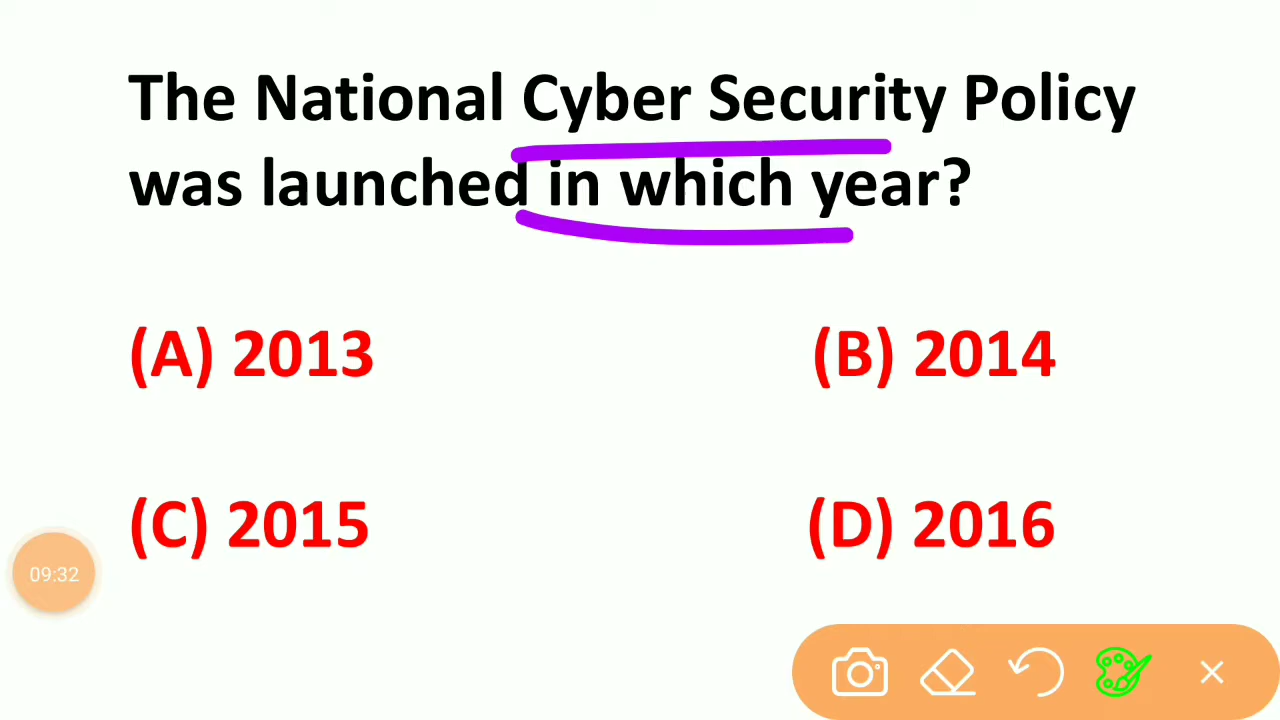 The National Cyber Security Policy
was launched in which year?
(A) 2013 (B) 2014
(C) 2015 (D) 2016
09:32